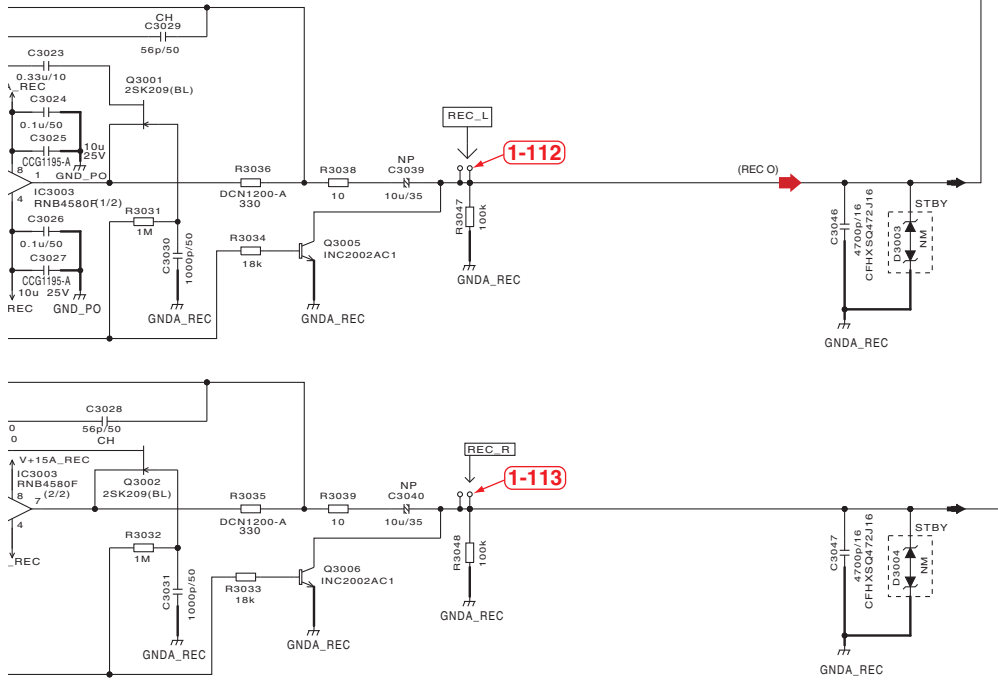 CH
C3029
56p/50
C3023
0.33u/10
Q3001
2SK209(BL)
_REC
C3024
0.1u/50
C3025
10u
25V
CCG1195-A
GND_PO
8
1
4
IC3003
RNB4580F(1/2)
C3026
0.1u/50
C3027
CCG1195-A
10u 25V
REC
GND_PO
R3031
1M
C3030
1000p/50
GNDA_REC
R3036
DCN1200-A
330
R3038
10
NP
C3039
10u/35
R3034
18k
Q3005
INC2002AC1
GNDA_REC
REC_L
1-112
R3047
100k
GNDA_REC
(REC O)
C3046
4700p/16
CFHXSQ472J16
STBY
D3003
NM
GNDA_REC
C3028
56p/50
CH
0
0
V+15A_REC
IC3003
RNB4580F
(2/2)
8
7
4
_REC
Q3002
2SK209(BL)
R3032
1M
C3031
1000p/50
GNDA_REC
R3035
DCN1200-A
330
R3039
10
NP
C3040
10u/35
R3033
18k
Q3006
INC2002AC1
GNDA_REC
REC_R
1-113
R3048
100k
GNDA_REC
C3047
4700p/16
CFHXSQ472J16
STBY
D3004
NM
GNDA_REC